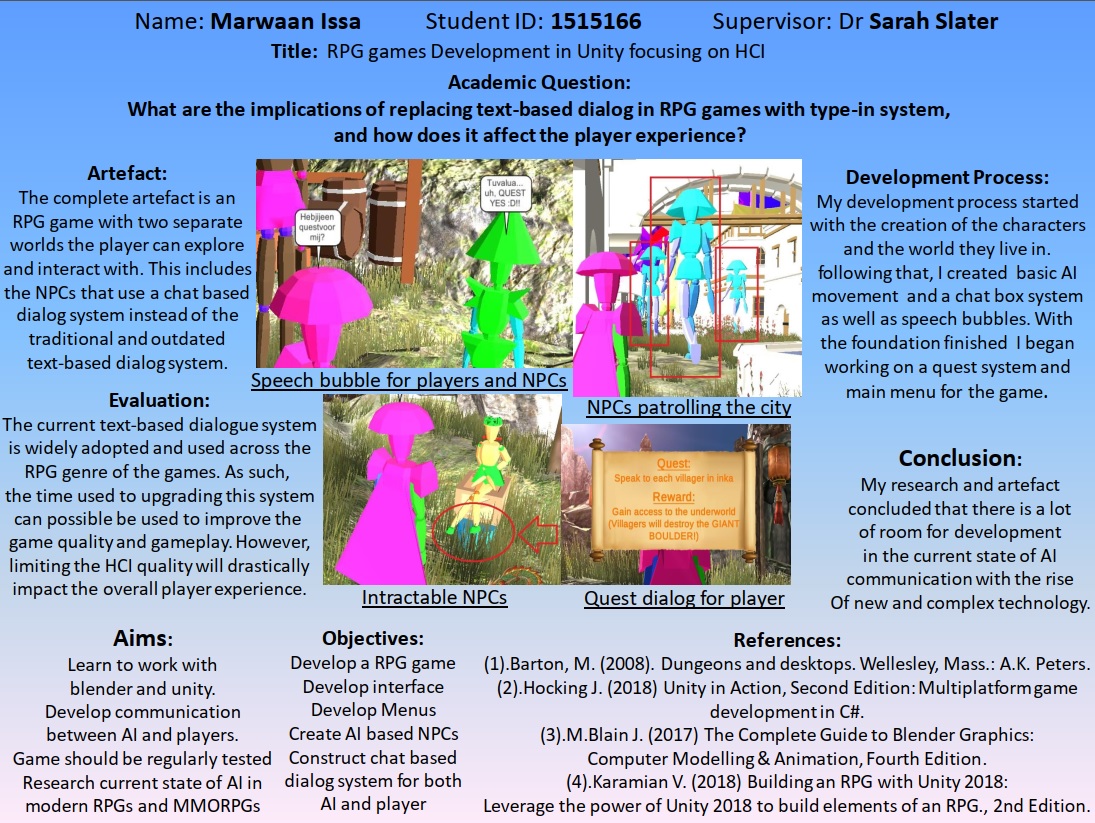 Name: Marwaan Issa Student ID: 1515166 Supervisor: Dr Sarah Slater
Title: RPG games Development in Unity focusing on HCI
Academic Question:
What are the implications of replacing text-based dialog in RPG games with type-in system,
and how does it affect the player experience?
Artefact:
The complete artefact is an
RPG game with two separate
worlds the player can explore
and interact with. This includes
the NPCs that use a chat based
dialog system instead of the
traditional and outdated
text-based dialog system.
Hebjijeen
questvoor
mij?
Tuvalua...
uh, QUEST
YES :D!!
Speech bubble for players and NPCs
NPCs patrolling the city
Development Process:
My development process started
with the creation of the characters
and the world they live in.
following that, I created basic AI
movement and a chat box system
as well as speech bubbles. With
the foundation finished I began
working on a quest system and
main menu for the game.
Evaluation:
The current text-based dialogue system
is widely adopted and used across the
RPG genre of the games. As such,
the time used to upgrading this system
can possible be used to improve the
game quality and gameplay. However,
limiting the HCI quality will drastically
impact the overall player experience.
Intractable NPCs
Quest:
Speak to each villager in Inka
Reward:
Gain access to the underworld
(Villagers will destroy the GIANT
BOULDER!)
Quest dialog for player
Conclusion:
My research and artefact
concluded that there is a lot
of room for development
in the current state of AI
communication with the rise
Of new and complex technology.
Aims:
Learn to work with
blender and unity.
Develop communication
between AI and players.
Game should be regularly tested
Research current state of AI in
modern RPGs and MMORPGs
Objectives:
Develop a RPG game
Develop interface
Develop Menus
Create AI based NPCs
Construct chat based
dialog system for both
AI and player
References:
(1).Barton, M. (2008). Dungeons and desktops. Wellesley, Mass.: A.K. Peters.
(2).Hocking J. (2018) Unity in Action, Second Edition: Multiplatform game
development in C#.
(3).M.Blain J. (2017) The Complete Guide to Blender Graphics:
Computer Modelling & Animation, Fourth Edition.
(4).Karamian V. (2018) Building an RPG with Unity 2018:
Leverage the power of Unity 2018 to build elements of an RPG., 2nd Edition.